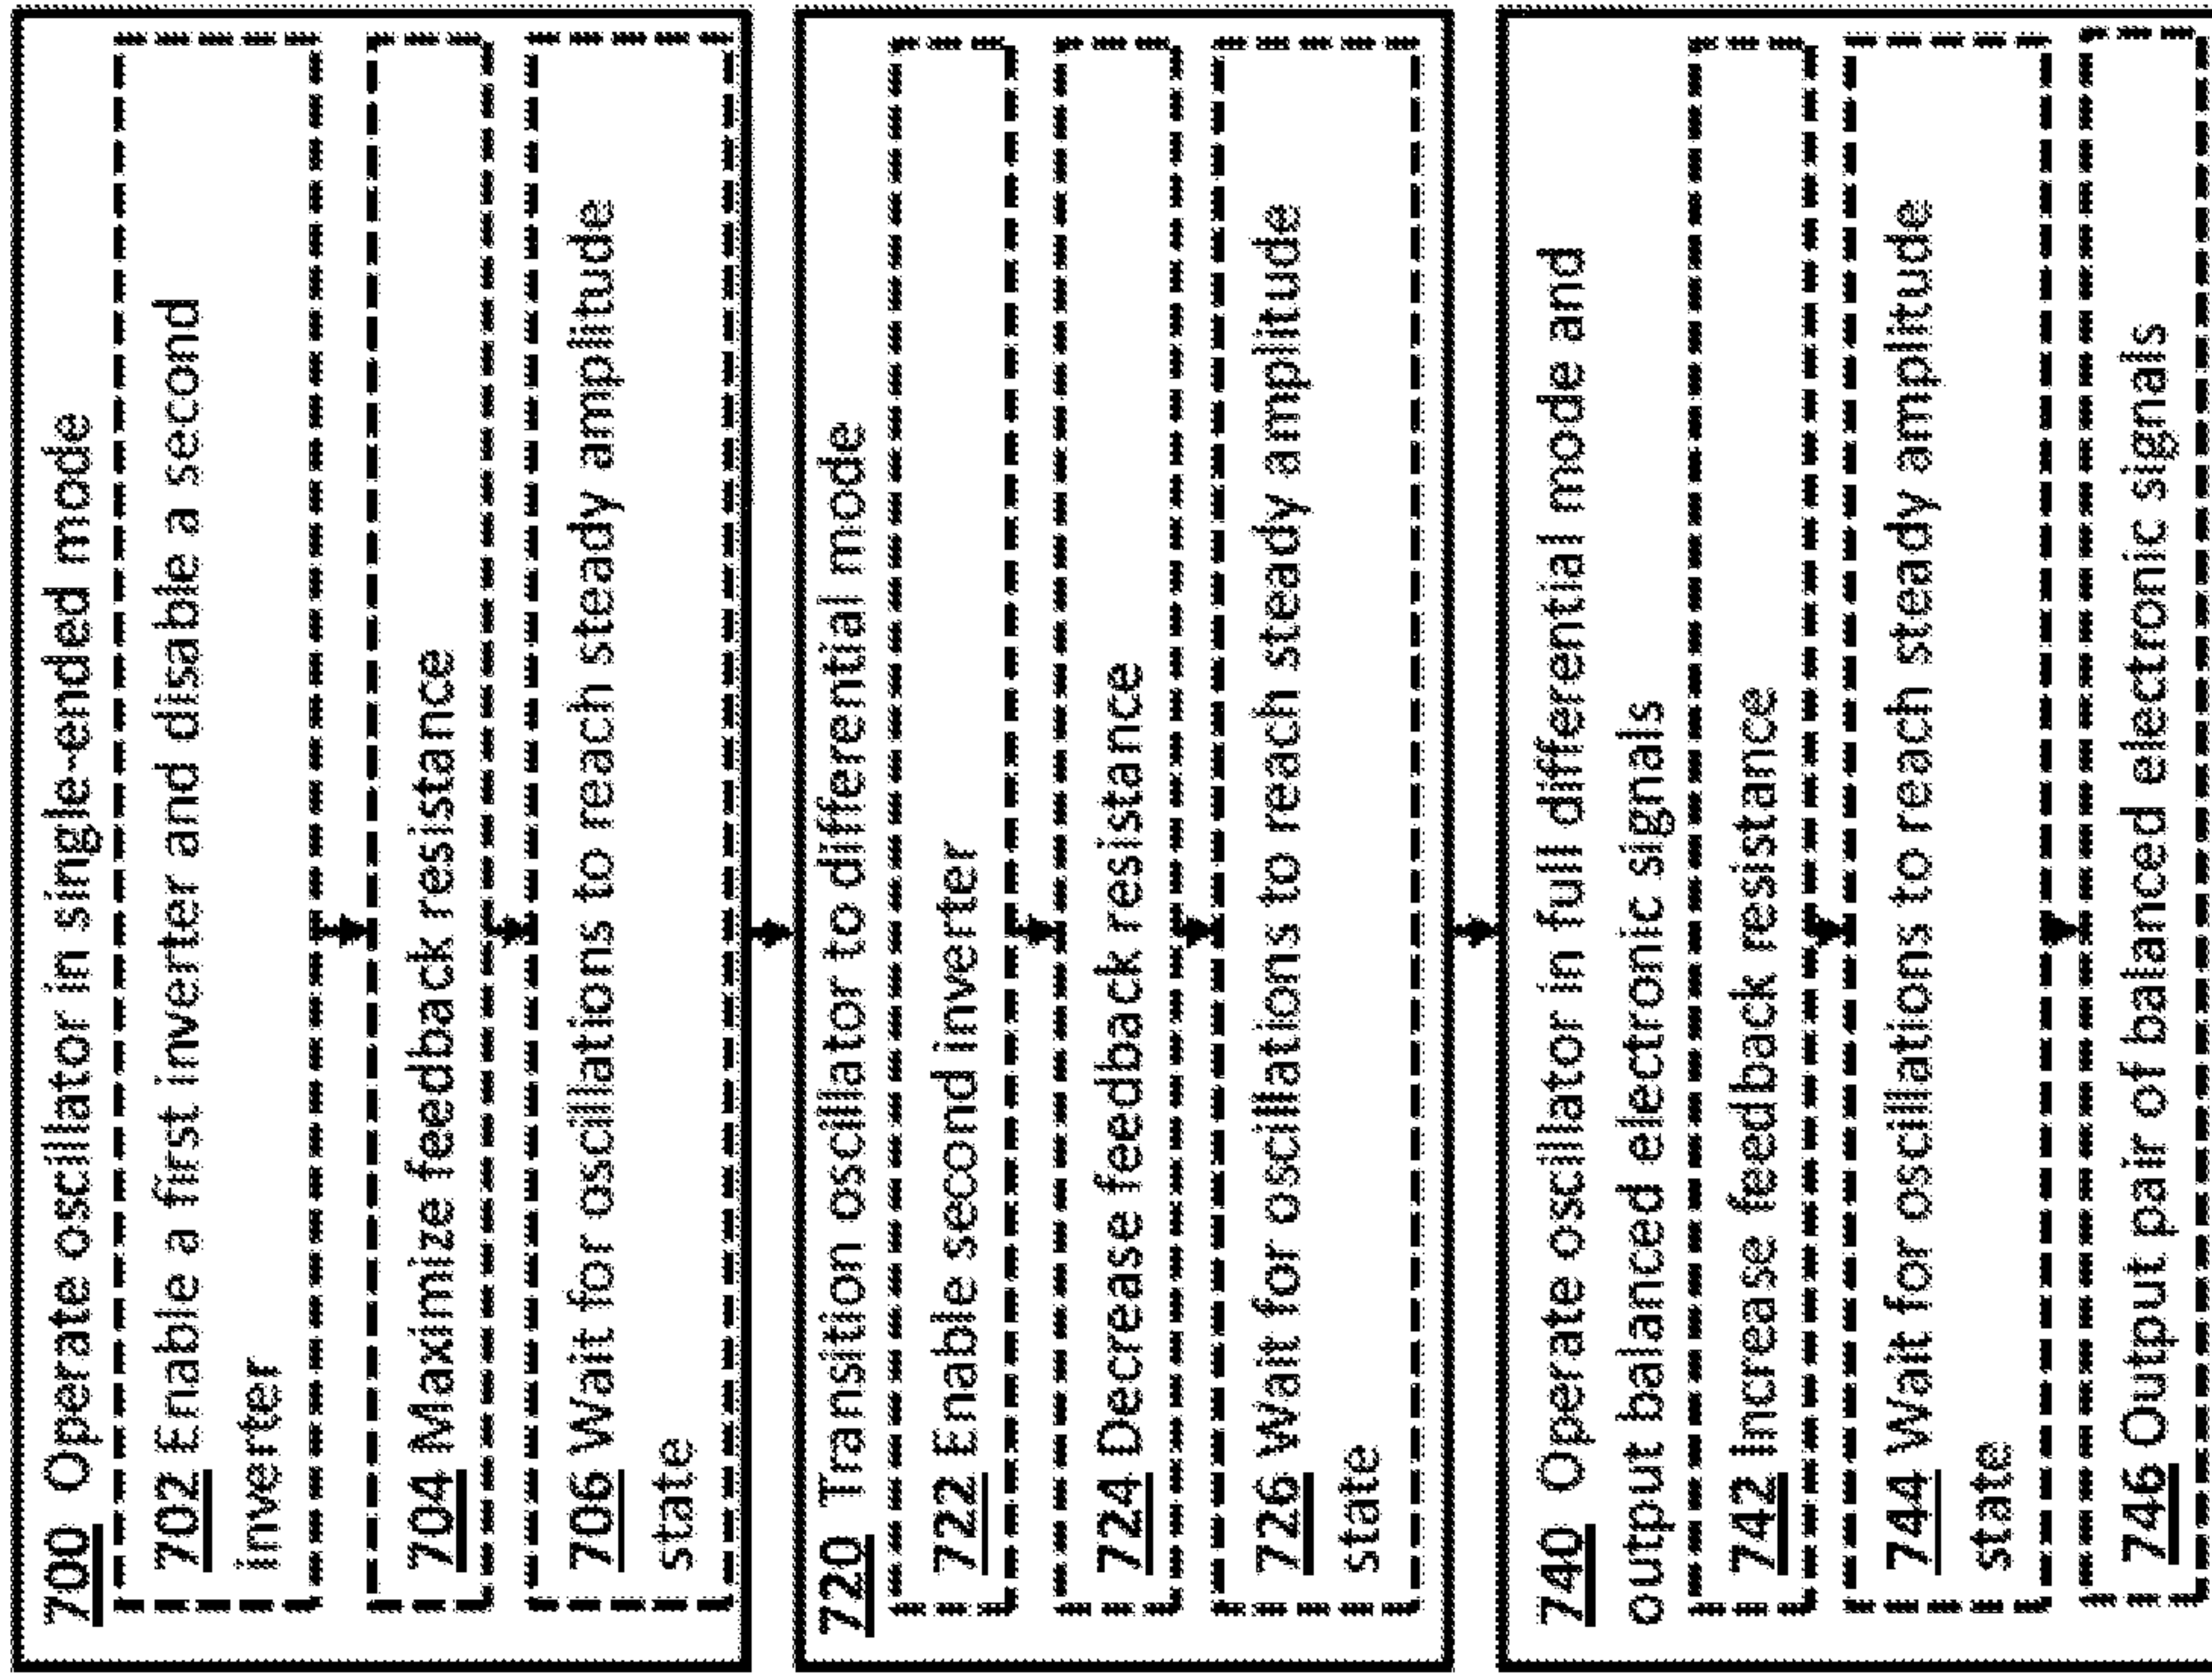 700 Operate oscillator in single-ended mode
702 Enable a first inverter and disable a second
inverter
704 Maximize feedback resistance
706 Wait for oscillations to reach steady amplitude
state
720 Transition oscillator to differential mode
722 Enable second inverter
724 Decrease feedback resistance
726 Wait for oscillations to reach steady amplitude
state
740 Operate oscillator in full differential mode and
output balanced electronic signals
742 Increase feedback resistance
744 Wait for oscillations to reach steady amplitude
state
746 Output pair of balanced electronic signals